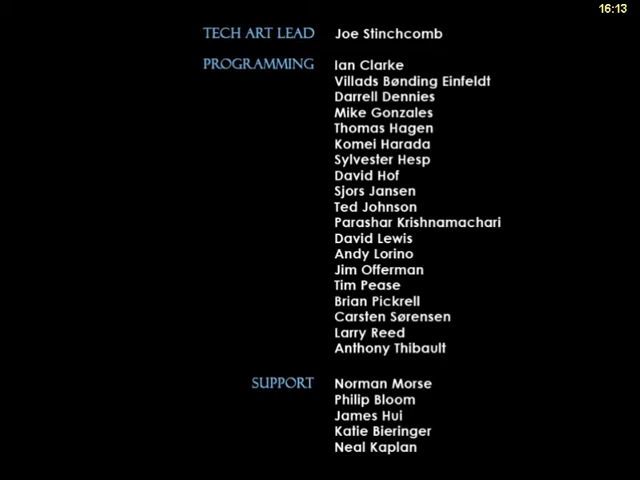 16:13
TECH ART LEAD Joe Stinchcomb
PROGRAMMING Ian Clarke
Villads Bønding Einfeldt
Darrell Dennies
Mike Gonzales
Thomas Hagen
Komei Harada
Sylvester Hesp
David Hof
Sjors Jansen
Ted Johnson
Parashar Krishnamachari
David Lewis
Andy Lorino
Jim Offerman
Tim Pease
Brian Pickrell
Carsten Sørensen
Larry Reed
Anthony Thibault
SUPPORT Norman Morse
Philip Bloom
James Hui
Katie Bieringer
Neal Kaplan